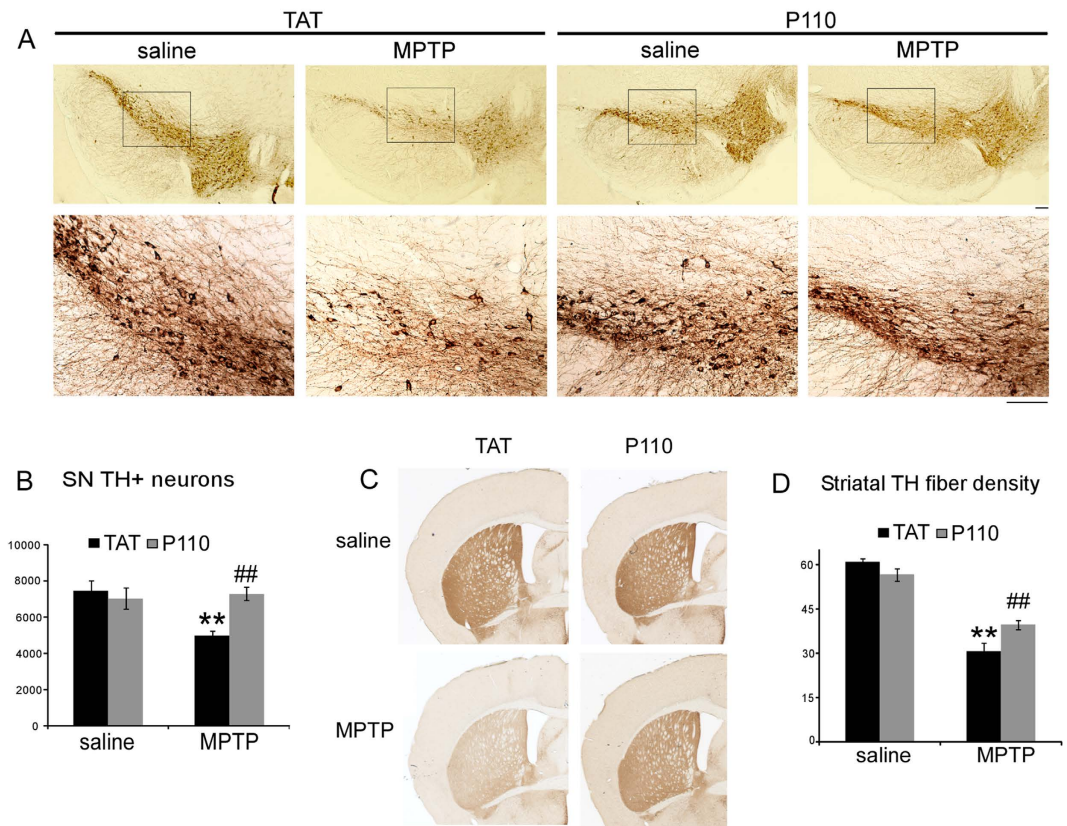 A
TAT P110
saline MPTP saline MPTP
B SN TH+ neurons
TAT P110
10000
8000
6000
4000
2000
0
**
##
saline MPTP
C
TAT P110
saline
MPTP
D Striatal TH fiber density
TAT P110
60
45
30
15
0
**
##
saline MPTP